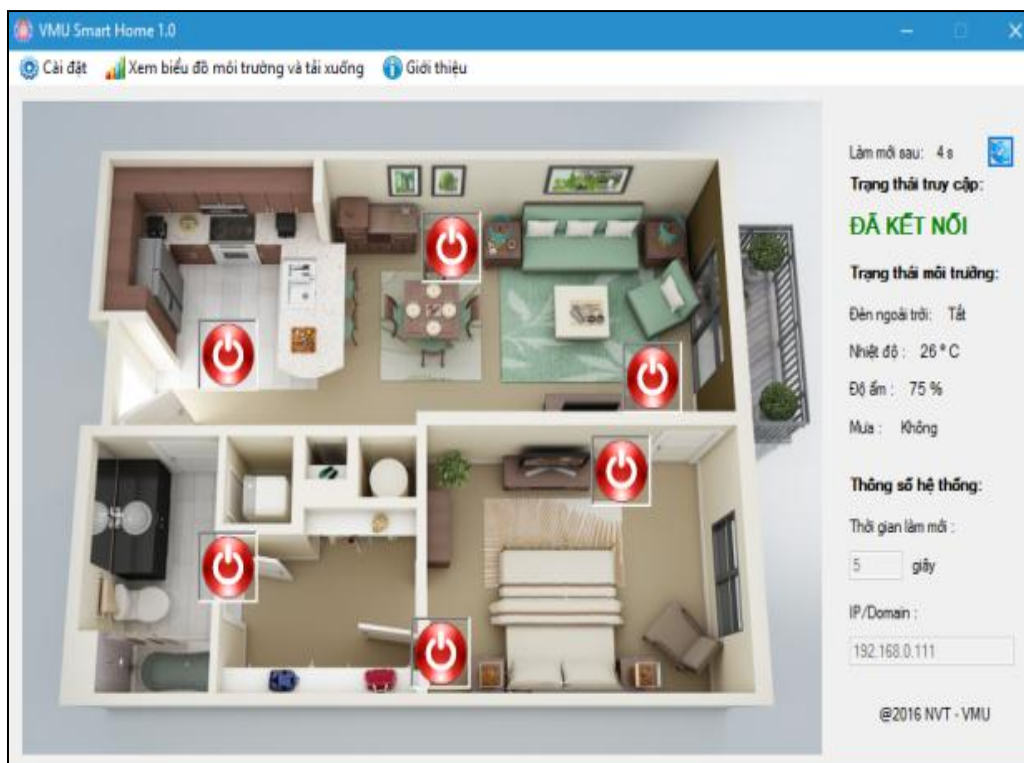 VMU Smart Home 1.0
Cài đặt Xem biểu đồ môi trường và tải xuống Giới thiệu
Làm mới sau: 4 s
Trạng thái truy cập:
ĐÃ KẾT NỐI
Trạng thái môi trường:
Đèn ngoài trời: Tắt
Nhiệt độ : 26 ° C
Độ ẩm : 75 %
Mưa : Không
Thông số hệ thống:
Thời gian làm mới :
5 giây
IP/Domain :
192.168.0.111
@2016 NVT - VMU